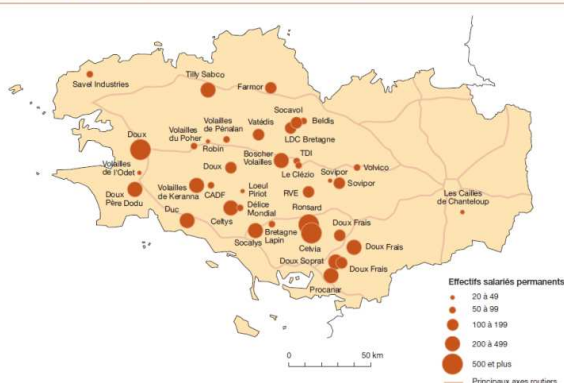 Savel Industries
Tilly Sabco
Farmor
Socavol
Beldis
LDC Bretagne
Volailles
de Pénalan
Vatédis
Volailles
du Poher
Robin
Doux
Boscher
Volailles
TDI
Le Clézio
Volvico
Volailles
de l'Odet
Doux
Sovipor
Sovipor
Doux
Père Dodu
Volailles
de Keranna
CADF
Loeul
Piriot
RVE
Les Cailles
de Chanteloup
Duc
Celtys
Délice
Mondial
Ronsard
Socalys
Bretagne
Lapin
Celvia
Doux Frais
Doux Frais
Doux Soprat
Doux Frais
Procanar
Effectifs salariés permanents
20 à 49
50 à 99
100 à 199
200 à 499
500 et plus
Principaux axes routiers
0
50 km